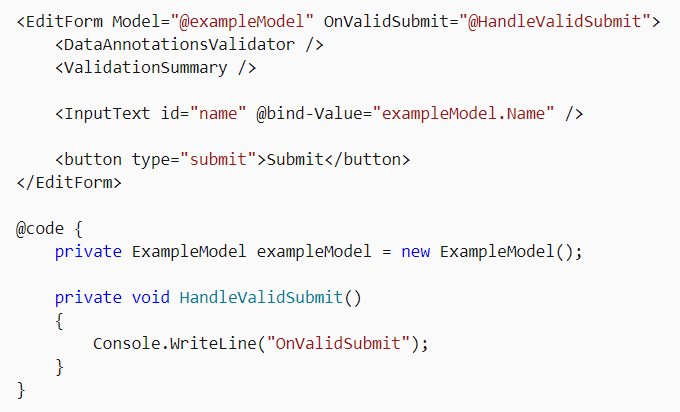 <EditForm Model="@exampleModel" OnValidSubmit="@HandleValidSubmit">
    <DataAnnotationsValidator />
    <ValidationSummary />

    <InputText id="name" @bind-Value="exampleModel.Name" />

    <button type="submit">Submit</button>
</EditForm>

@code {
    private ExampleModel exampleModel = new ExampleModel();

    private void HandleValidSubmit()
    {
        Console.WriteLine("OnValidSubmit");
    }
}